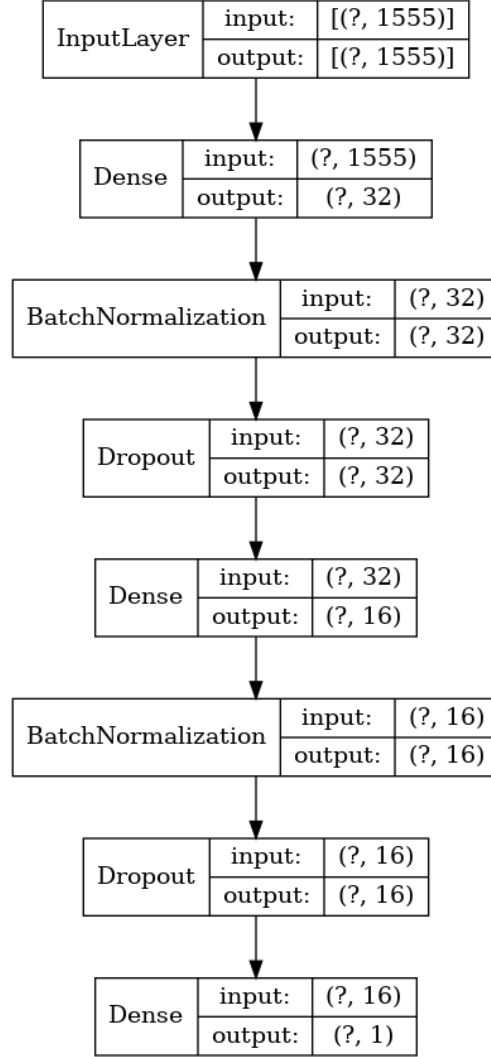 InputLayer
input: [(?, 1555)]
output: [(?, 1555)]
Dense
input: (?, 1555)
output: (?, 32)
BatchNormalization
input: (?, 32)
output: (?, 32)
Dropout
input: (?, 32)
output: (?, 32)
Dense
input: (?, 32)
output: (?, 16)
BatchNormalization
input: (?, 16)
output: (?, 16)
Dropout
input: (?, 16)
output: (?, 16)
Dense
input: (?, 16)
output: (?, 1)